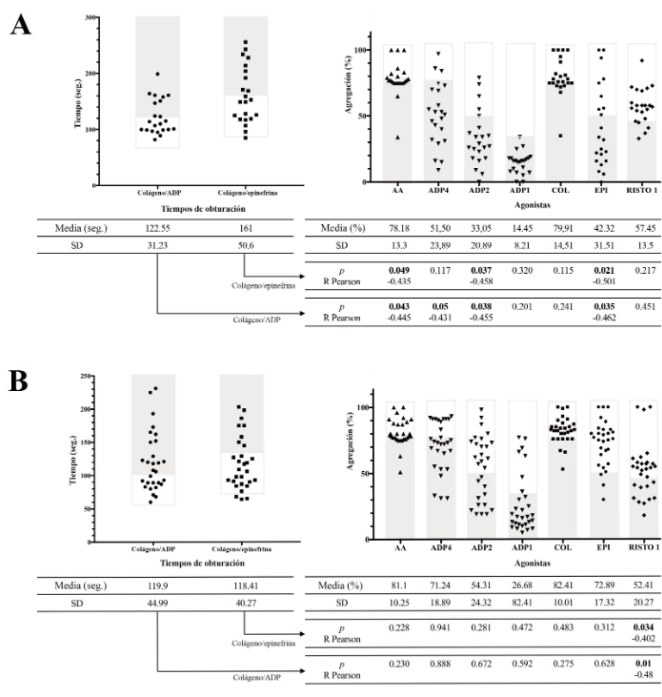 A
Tiempo (seg.)
300
200
100
0
Colágeno/ADP Colágeno/epinefrina
Tiempos de obturación
Agregación (%)
100
50
0
AA ADP4 ADP2 ADP1 COL EPI RISTO 1
Agonistas
Media (seg.) 122.55 161
SD 31.23 50,6
Media (%) 78.18 51,50 33,05 14.45 79,91 42.32 57.45
SD 13.3 23,89 20.89 8.21 14,51 31.51 13.5
Colágeno/epinefrina
p 0.049 0.117 0.037 0.320 0.115 0.021 0.217
R Pearson -0.435 -0.458 -0.501
Colágeno/ADP
p 0.043 0.05 0.038 0.201 0.241 0.035 0.451
R Pearson -0.445 -0.431 -0.455 -0.462
B
Tiempo (seg.)
250
200
150
100
50
0
Colágeno/ADP Colágeno/epinefrina
Tiempos de obturación
Agregación (%)
100
50
0
AA ADP4 ADP2 ADP1 COL EPI RISTO 1
Agonistas
Media (seg.) 119.9 118.41
SD 44.99 40.27
Media (%) 81.1 71.24 54.31 26.68 82.41 72.89 52.41
SD 10.25 18.89 24.32 82.41 10.01 17.32 20.27
Colágeno/epinefrina
p 0.228 0.941 0.281 0.472 0.483 0.312 0.034
R Pearson -0.402
Colágeno/ADP
p 0.230 0.888 0.672 0.592 0.275 0.628 0.01
R Pearson -0.48